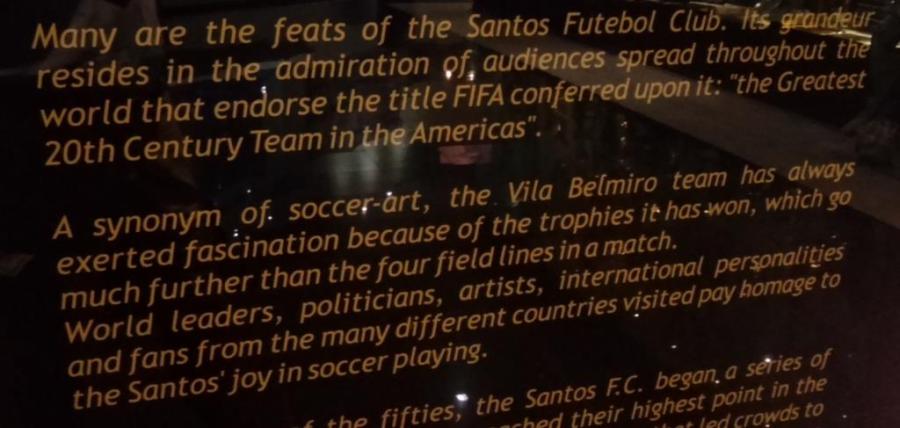 Many are the feats of the Santos Futebol Club. Its grandeur
resides in the admiration of audiences spread throughout the
world that endorse the title FIFA conferred upon it: "the Greatest
20th Century Team in the Americas".
A synonym of soccer-art, the Vila Belmiro team has always
exerted fascination because of the trophies it has won, which go
much further than the four field lines in a match.
World leaders, politicians, artists, international personalities
and fans from the many different countries visited pay homage to
the Santos' joy in soccer playing.
the fifties, the Santos F.C. began a series of
their highest point in the
led crowds to